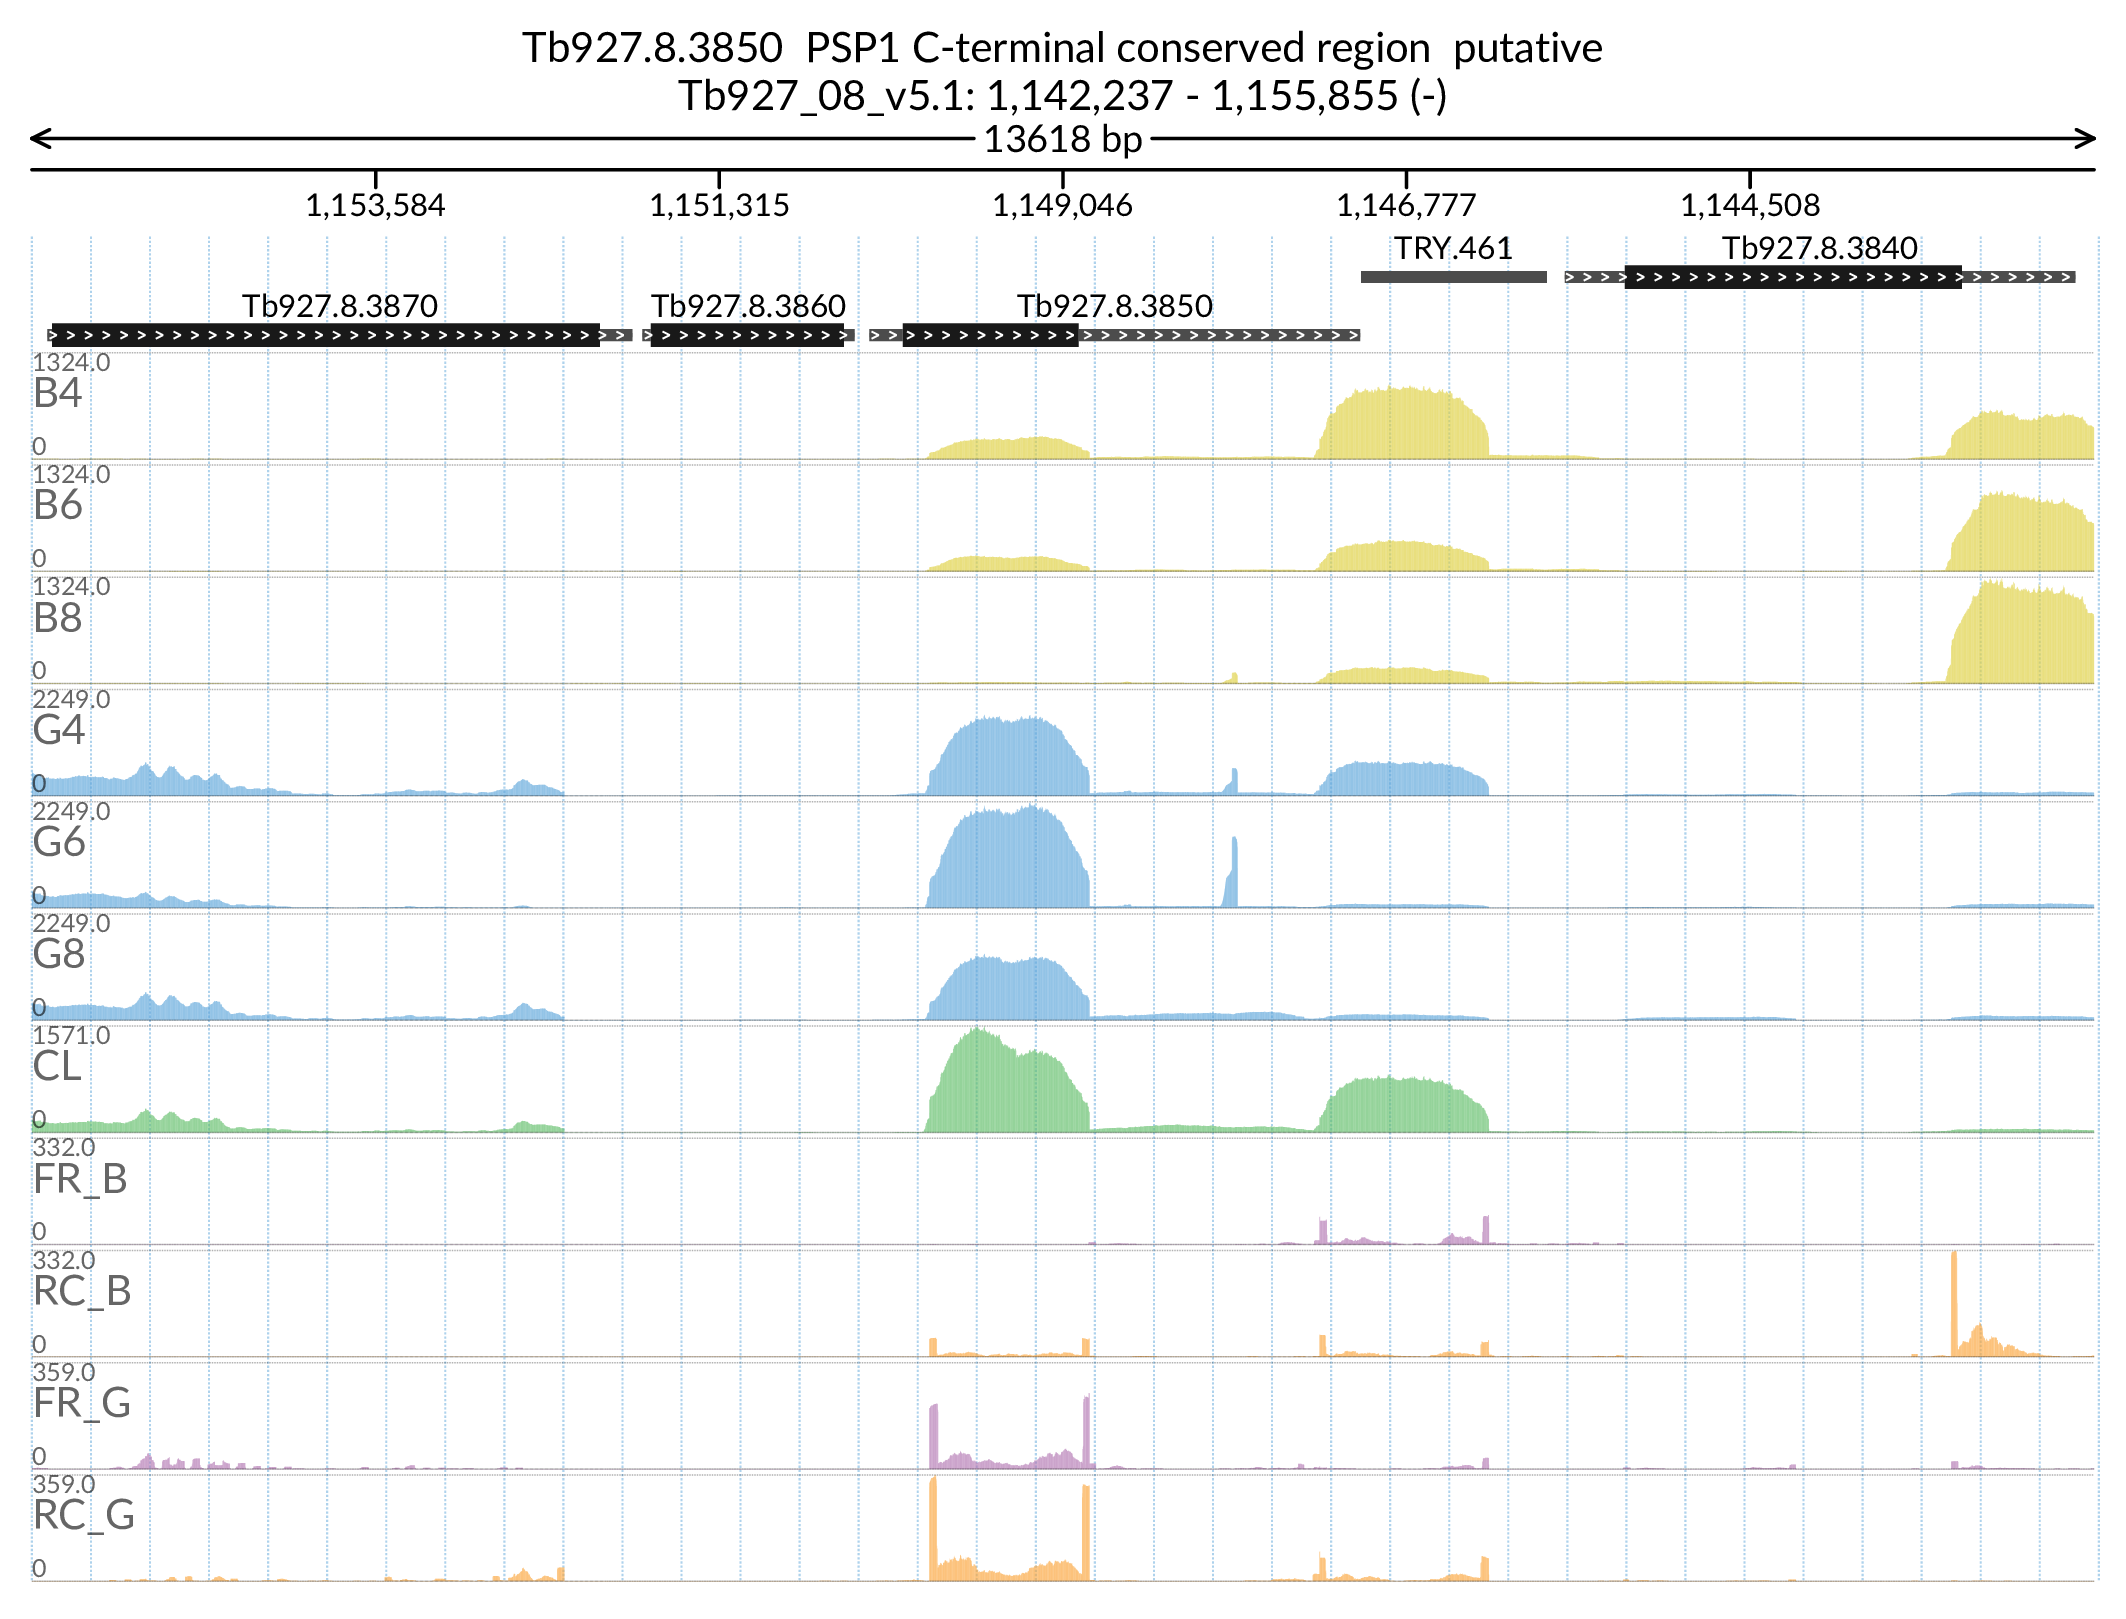 Tb927.8.3850  PSP1 C-terminal conserved region  putative
Tb927_08_v5.1: 1,142,237 - 1,155,855 (-)
13618 bp
1,153,584 1,151,315 1,149,046 1,146,777 1,144,508
TRY.461 Tb927.8.3840
Tb927.8.3870 Tb927.8.3860 Tb927.8.3850
1324.0
B4
0
1324.0
B6
0
1324.0
B8
0
2249.0
G4
0
2249.0
G6
0
2249.0
G8
0
1571.0
CL
0
332.0
FR_B
0
332.0
RC_B
0
359.0
FR_G
0
359.0
RC_G
0